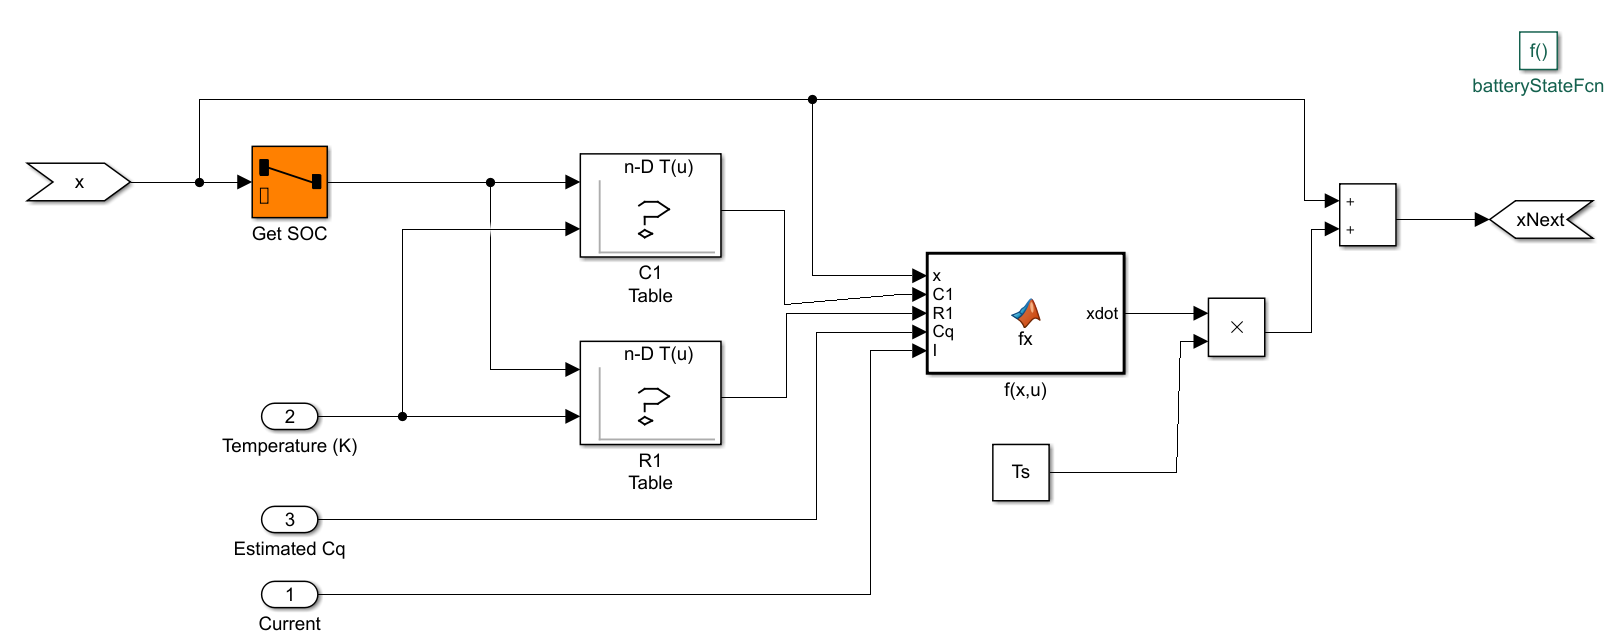 f()
batteryStateFcn
x
Get SOC
n-D T(u)
C1
Table
n-D T(u)
R1
Table
2
Temperature (K)
3
Estimated Cq
1
Current
x
C1
R1
Cq
I
xdot
fx
f(x,u)
Ts
×
+
+
xNext